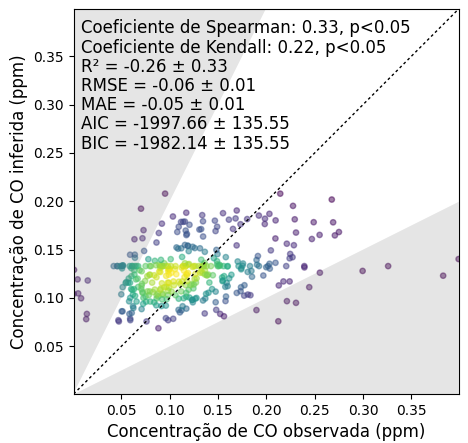 Coeficiente de Spearman: 0.33, p<0.05
Coeficiente de Kendall: 0.22, p<0.05
R² = -0.26 ± 0.33
RMSE = -0.06 ± 0.01
MAE = -0.05 ± 0.01
AIC = -1997.66 ± 135.55
BIC = -1982.14 ± 135.55
Concentração de CO inferida (ppm)
0.35
0.30
0.25
0.20
0.15
0.10
0.05
0.05 0.10 0.15 0.20 0.25 0.30 0.35
Concentração de CO observada (ppm)